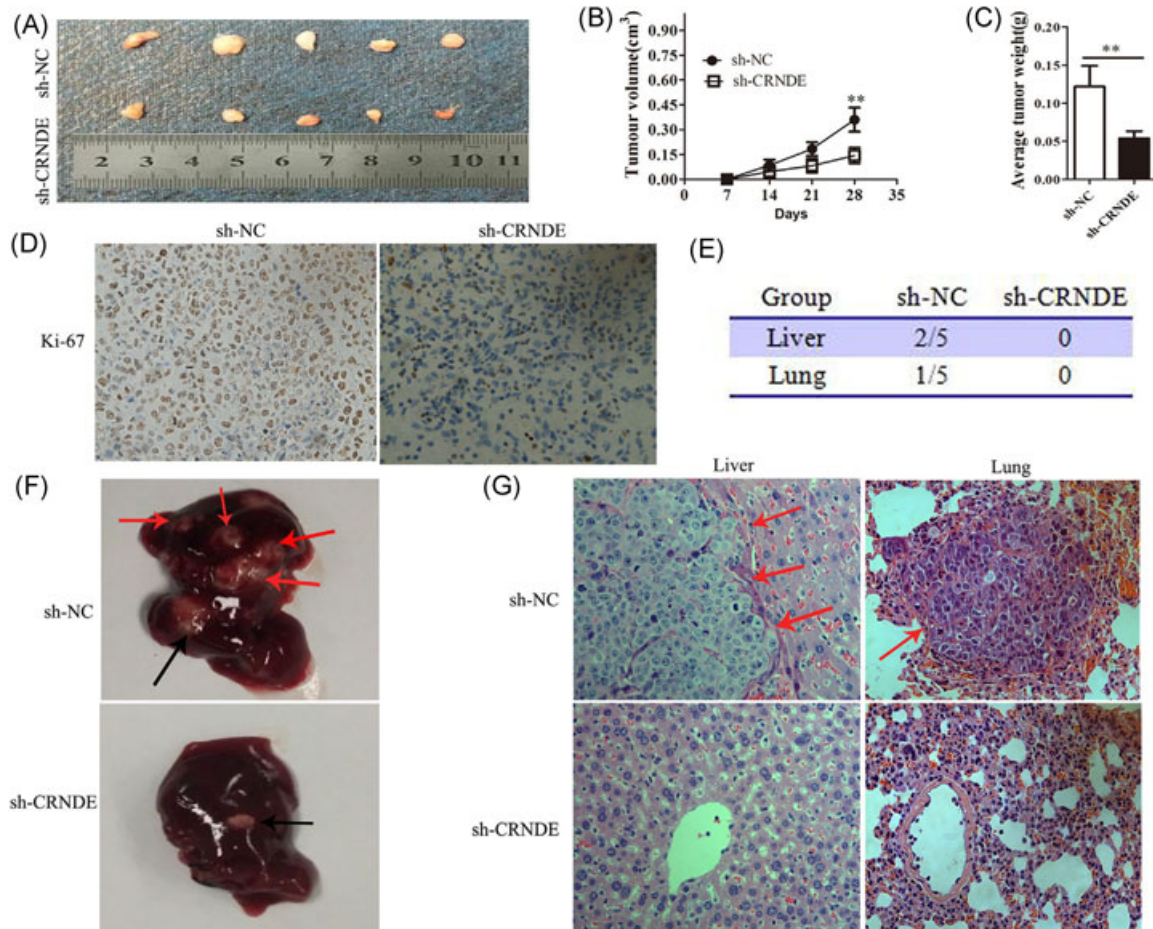 (A)
sh-NC
sh-CRNDE
2 3 4 5 6 7 8 9 10 11
(B)
Tumour volume(cm³)
0.90
0.75
0.60
0.45
0.30
0.15
0.00
sh-NC
sh-CRNDE
**
0 7 14 21 28 35
Days
(C)
Average tumor weight(g)
0.20
0.15
0.10
0.05
0.00
**
sh-NC
sh-CRNDE
(D)
sh-NC sh-CRNDE
Ki-67
(E)
Group sh-NC sh-CRNDE
Liver 2/5 0
Lung 1/5 0
(F)
sh-NC
sh-CRNDE
(G)
Liver Lung
sh-NC
sh-CRNDE